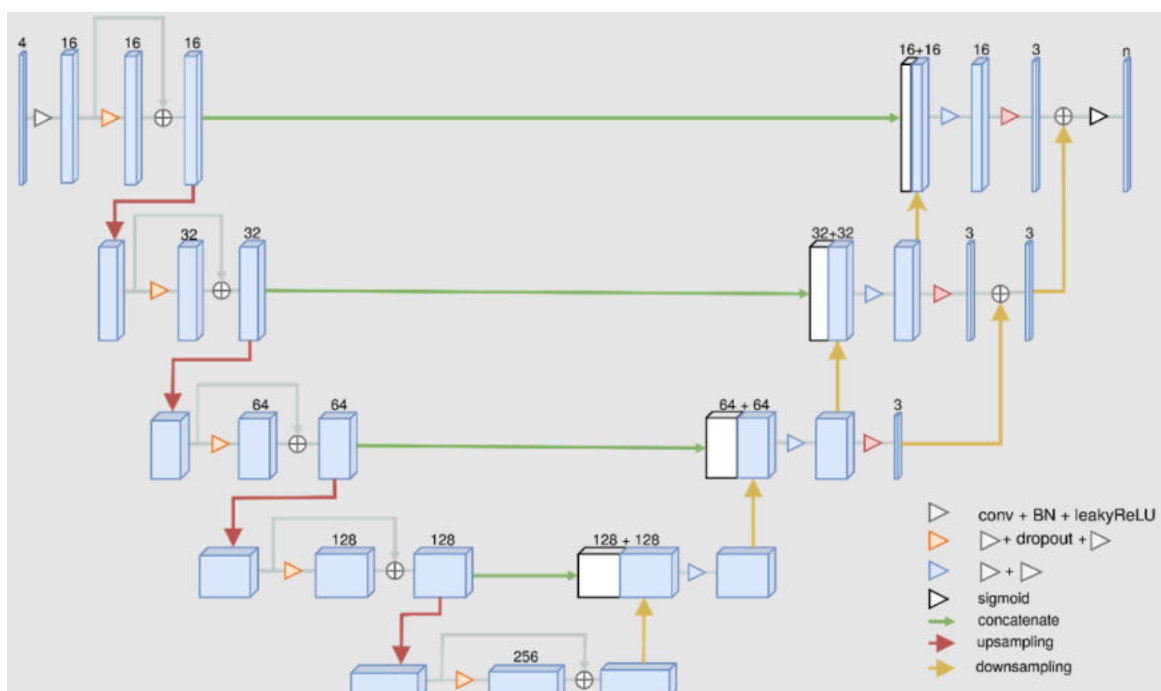 4 16 16 16 16+16 16 3 n
32 32 32+32 3 3
64 64 64 + 64 3
128 128 128 + 128
256
conv + BN + leakyReLU
+ dropout +
+
sigmoid
concatenate
upsampling
downsampling